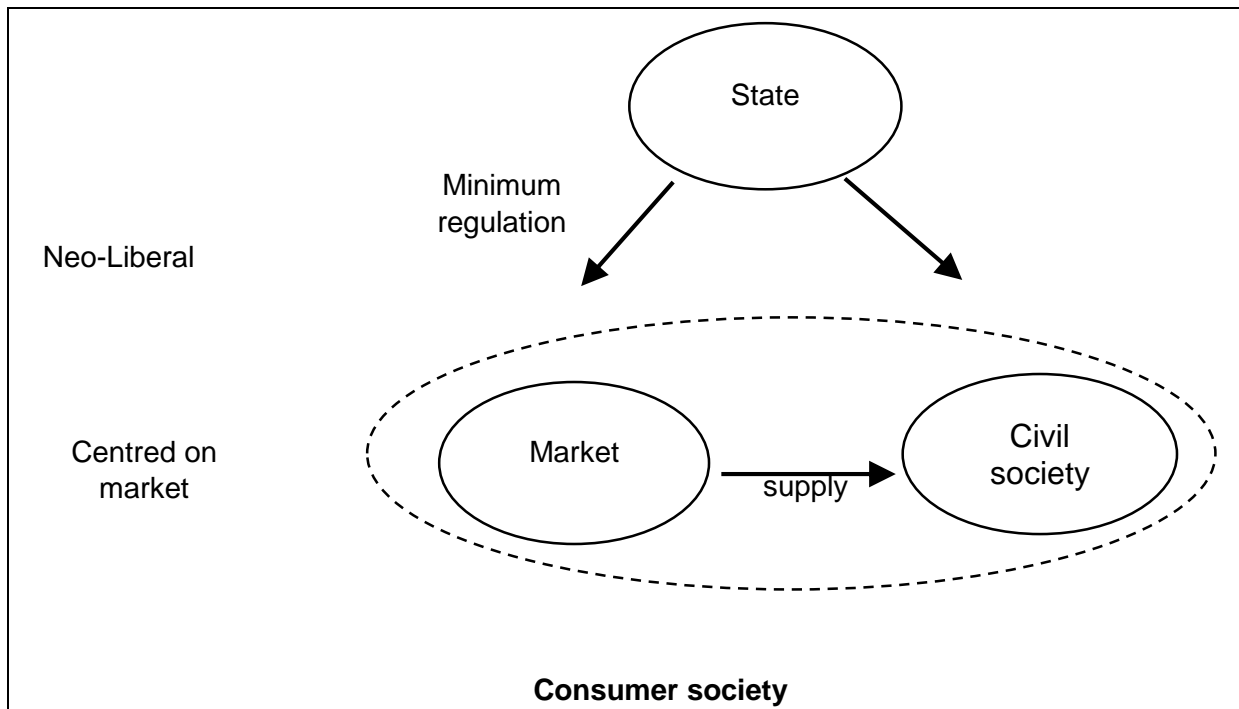 State
Minimum
regulation
Neo-Liberal
Centred on
market
Market
supply
Civil
society
Consumer society